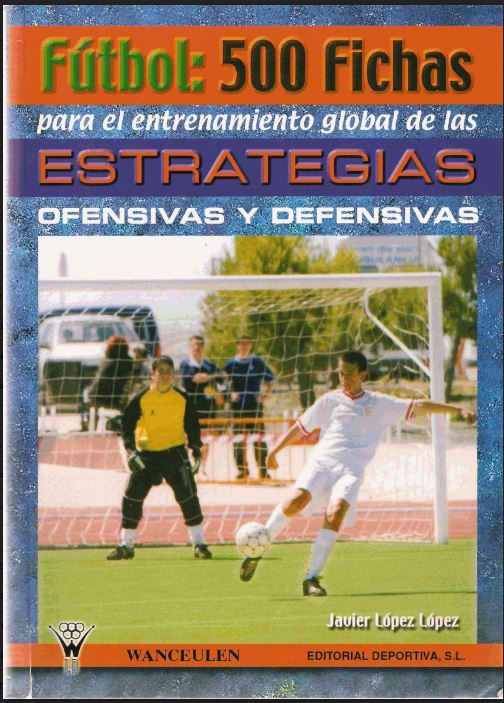 Fútbol: 500 Fichas
para el entrenamiento global de las
ESTRATEGIAS
OFENSIVAS Y DEFENSIVAS
Javier López López
WANCEULEN EDITORIAL DEPORTIVA, S.L.